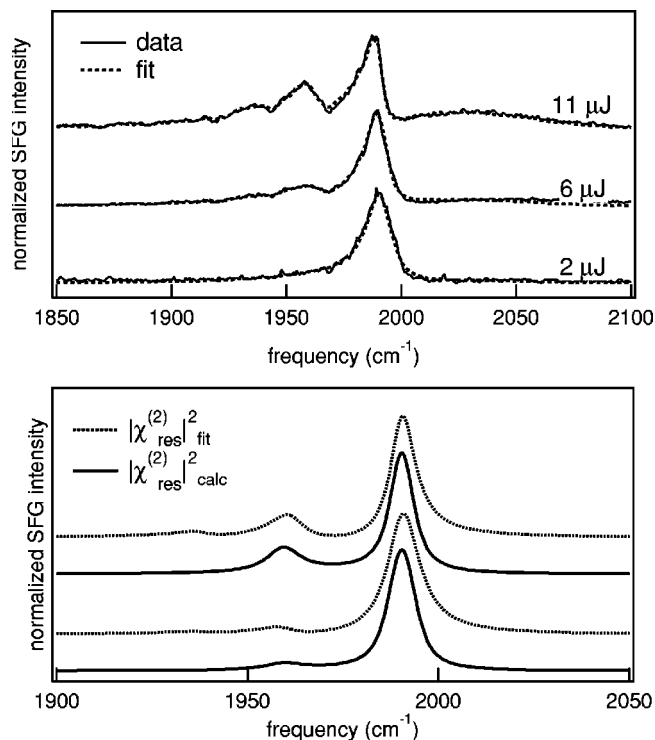 normalized SFG intensity
data
fit
11 μJ
6 μJ
2 μJ
1850 1900 1950 2000 2050 2100
frequency (cm⁻¹)
normalized SFG intensity
|χ⁽²⁾res|²fit
|χ⁽²⁾res|²calc
1900 1950 2000 2050
frequency (cm⁻¹)